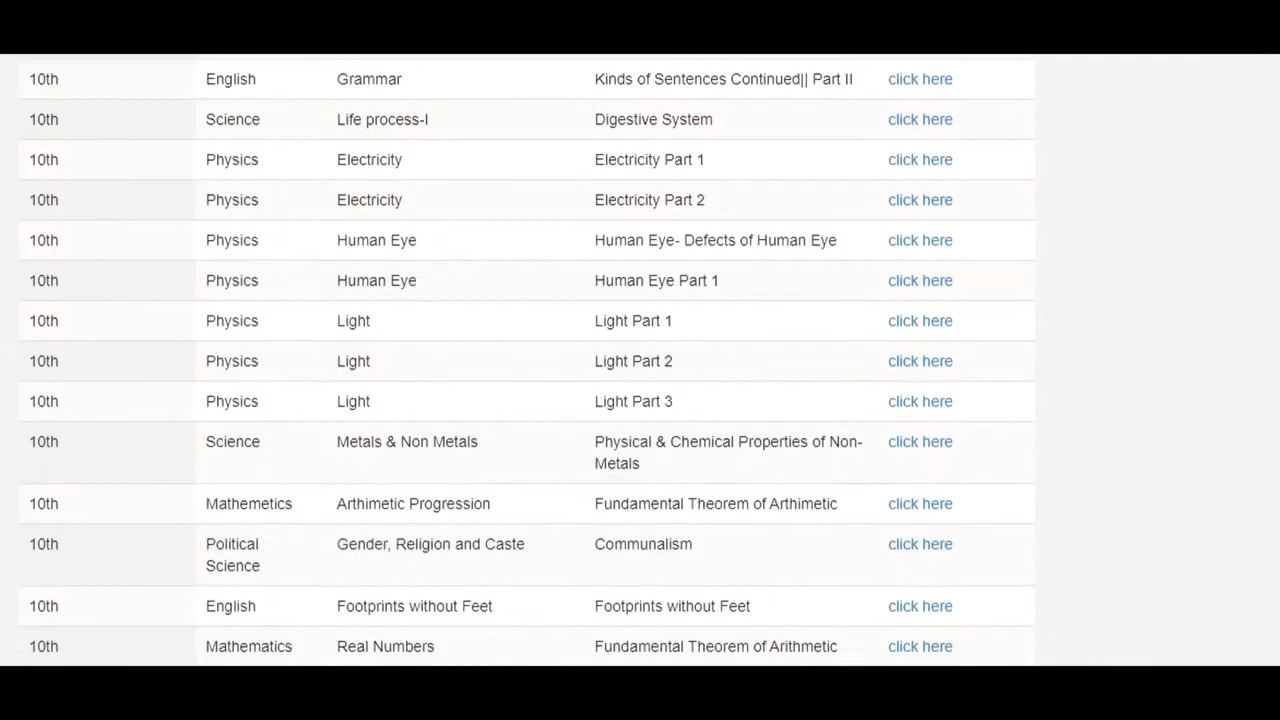 10th English Grammar Kinds of Sentences Continued|| Part II click here
10th Science Life process-I Digestive System click here
10th Physics Electricity Electricity Part 1 click here
10th Physics Electricity Electricity Part 2 click here
10th Physics Human Eye Human Eye- Defects of Human Eye click here
10th Physics Human Eye Human Eye Part 1 click here
10th Physics Light Light Part 1 click here
10th Physics Light Light Part 2 click here
10th Physics Light Light Part 3 click here
10th Science Metals & Non Metals Physical & Chemical Properties of Non- click here
Metals
10th Mathemetics Arthimetic Progression Fundamental Theorem of Arthimetic click here
10th Political Gender, Religion and Caste Communalism click here
Science
10th English Footprints without Feet Footprints without Feet click here
10th Mathematics Real Numbers Fundamental Theorem of Arithmetic click here